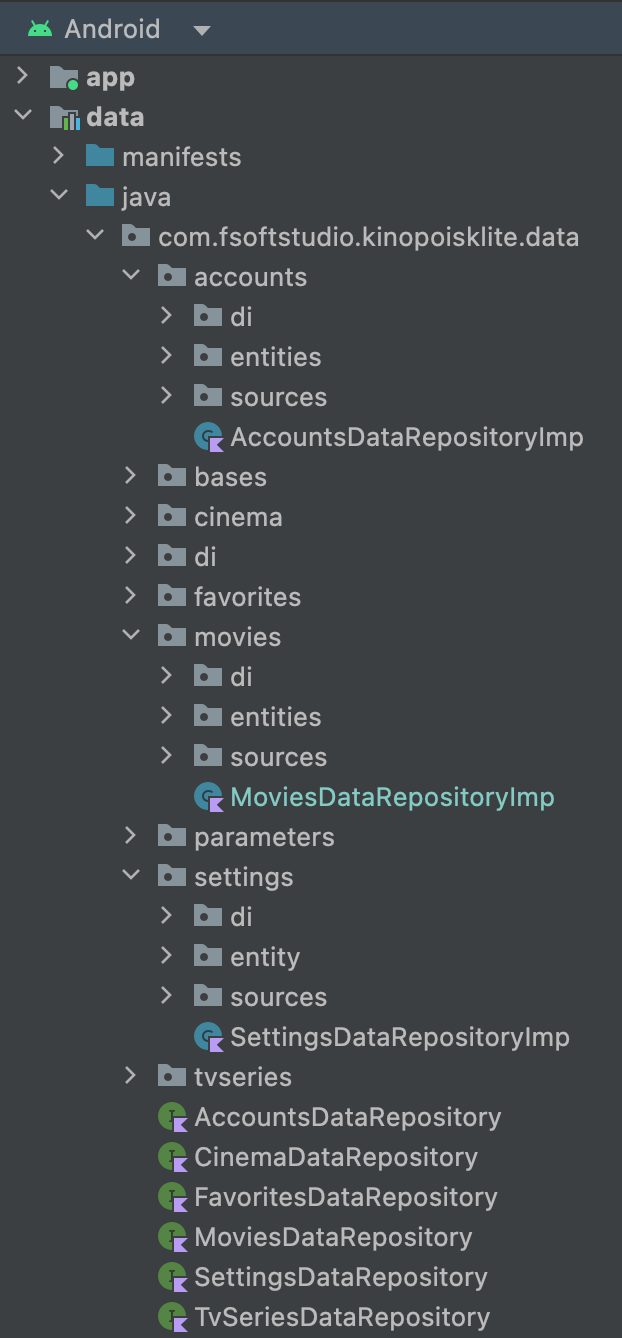 Android
app
data
manifests
java
com.fsoftstudio.kinopoisklite.data
accounts
di
entities
sources
AccountsDataRepositoryImp
bases
cinema
di
favorites
movies
di
entities
sources
MoviesDataRepositoryImp
parameters
settings
di
entity
sources
SettingsDataRepositoryImp
tvseries
AccountsDataRepository
CinemaDataRepository
FavoritesDataRepository
MoviesDataRepository
SettingsDataRepository
TvSeriesDataRepository